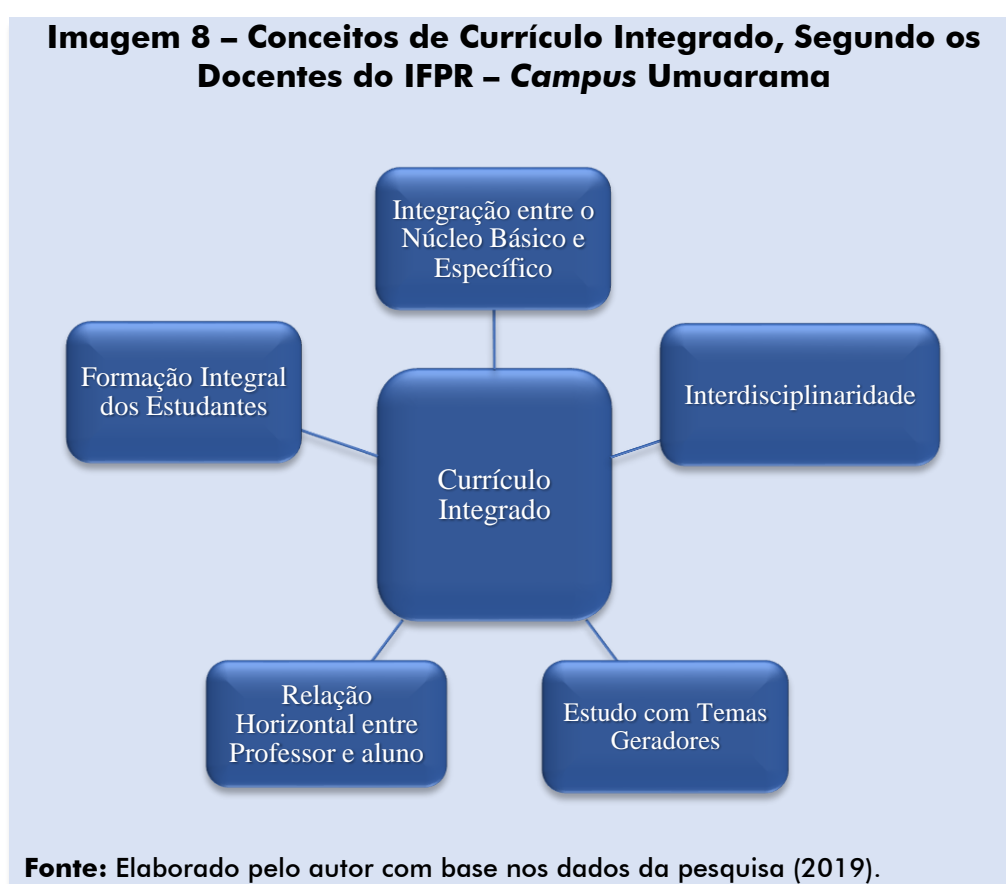 Imagem 8 – Conceitos de Currículo Integrado, Segundo os
Docentes do IFPR – Campus Umuarama
Integração entre o
Núcleo Básico e
Específico
Formação Integral
dos Estudantes
Interdisciplinaridade
Currículo
Integrado
Relação
Horizontal entre
Professor e aluno
Estudo com Temas
Geradores
Fonte: Elaborado pelo autor com base nos dados da pesquisa (2019).